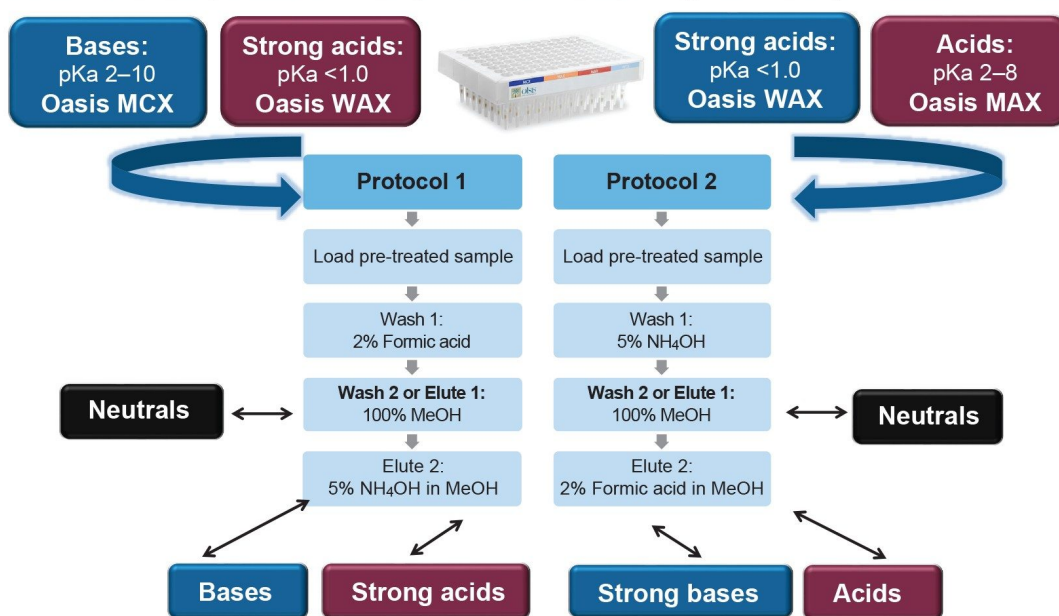 Bases:
pKa 2–10
Oasis MCX
Strong acids:
pKa <1.0
Oasis WAX
Strong acids:
pKa <1.0
Oasis WAX
Acids:
pKa 2–8
Oasis MAX
Protocol 1
Load pre-treated sample
Wash 1:
2% Formic acid
Wash 2 or Elute 1:
100% MeOH
Elute 2:
5% NH₄OH in MeOH
Protocol 2
Load pre-treated sample
Wash 1:
5% NH₄OH
Wash 2 or Elute 1:
100% MeOH
Elute 2:
2% Formic acid in MeOH
Neutrals
Neutrals
Bases
Strong acids
Strong bases
Acids